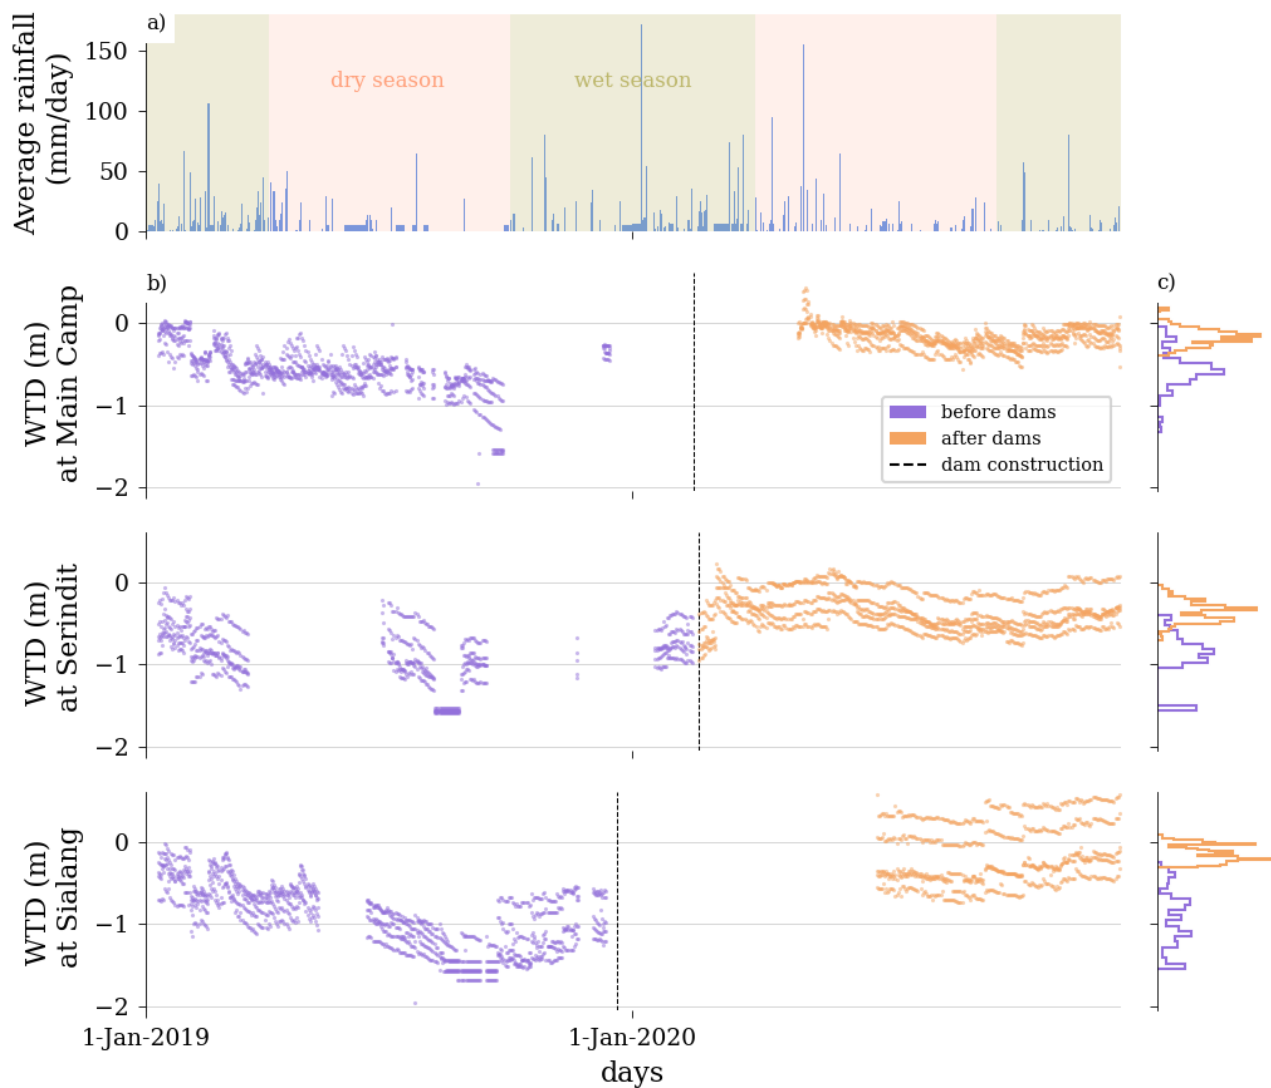 a)
Average rainfall
(mm/day)
150
100
50
0
dry season
wet season
b)
c)
WTD (m)
at Main Camp
0
−1
−2
before dams
after dams
dam construction
WTD (m)
at Serindit
0
−1
−2
WTD (m)
at Sialang
0
−1
−2
1-Jan-2019
1-Jan-2020
days